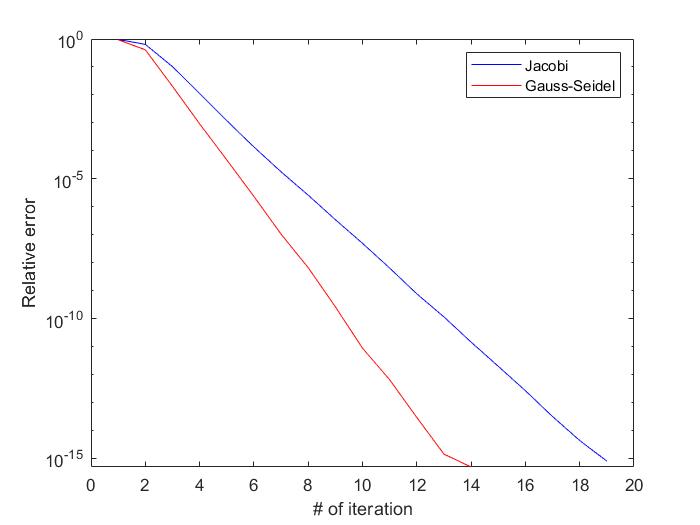 10^0
10^-5
10^-10
10^-15
Relative error
Jacobi
Gauss-Seidel
0 2 4 6 8 10 12 14 16 18 20
# of iteration